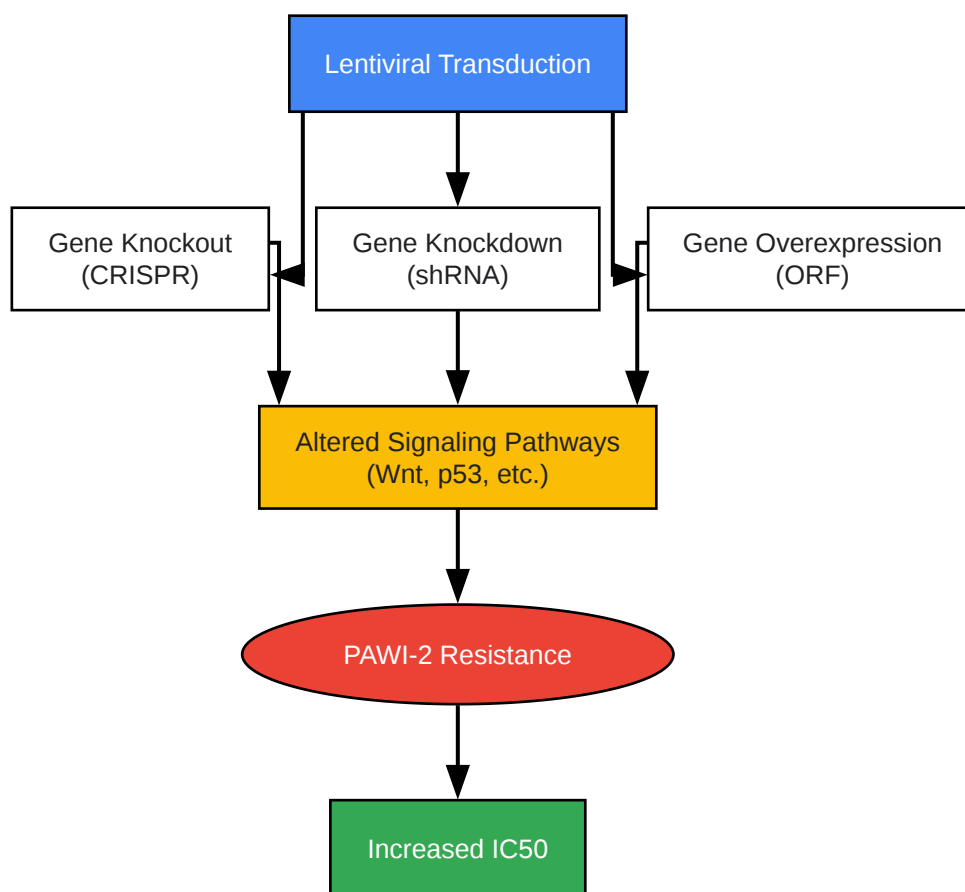 Lentiviral Transduction
Gene Knockout
(CRISPR)
Gene Knockdown
(shRNA)
Gene Overexpression
(ORF)
Altered Signaling Pathways
(Wnt, p53, etc.)
PAWI-2 Resistance
Increased IC50